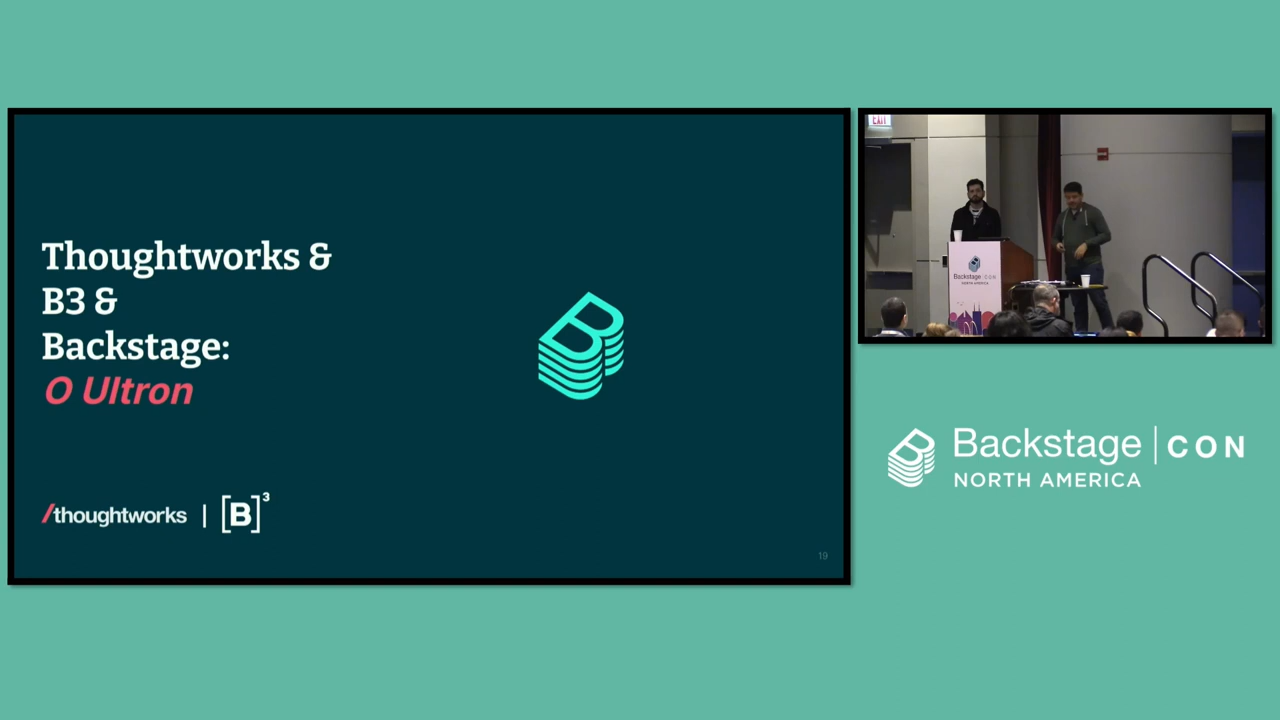 Thoughtworks &
B3 &
Backstage:
O Ultron
/thoughtworks | [B]³
19
EXIT
Backstage | CON
NORTH AMERICA
Backstage | CON
NORTH AMERICA